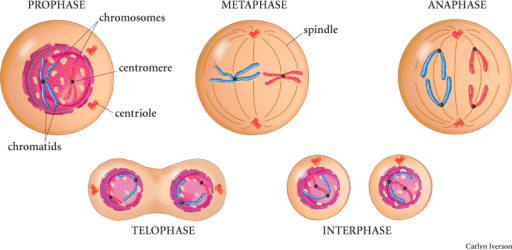 PROPHASE
METAPHASE
ANAPHASE
chromosomes
spindle
centromere
centriole
chromatids
TELOPHASE
INTERPHASE
Carlyn Iverson